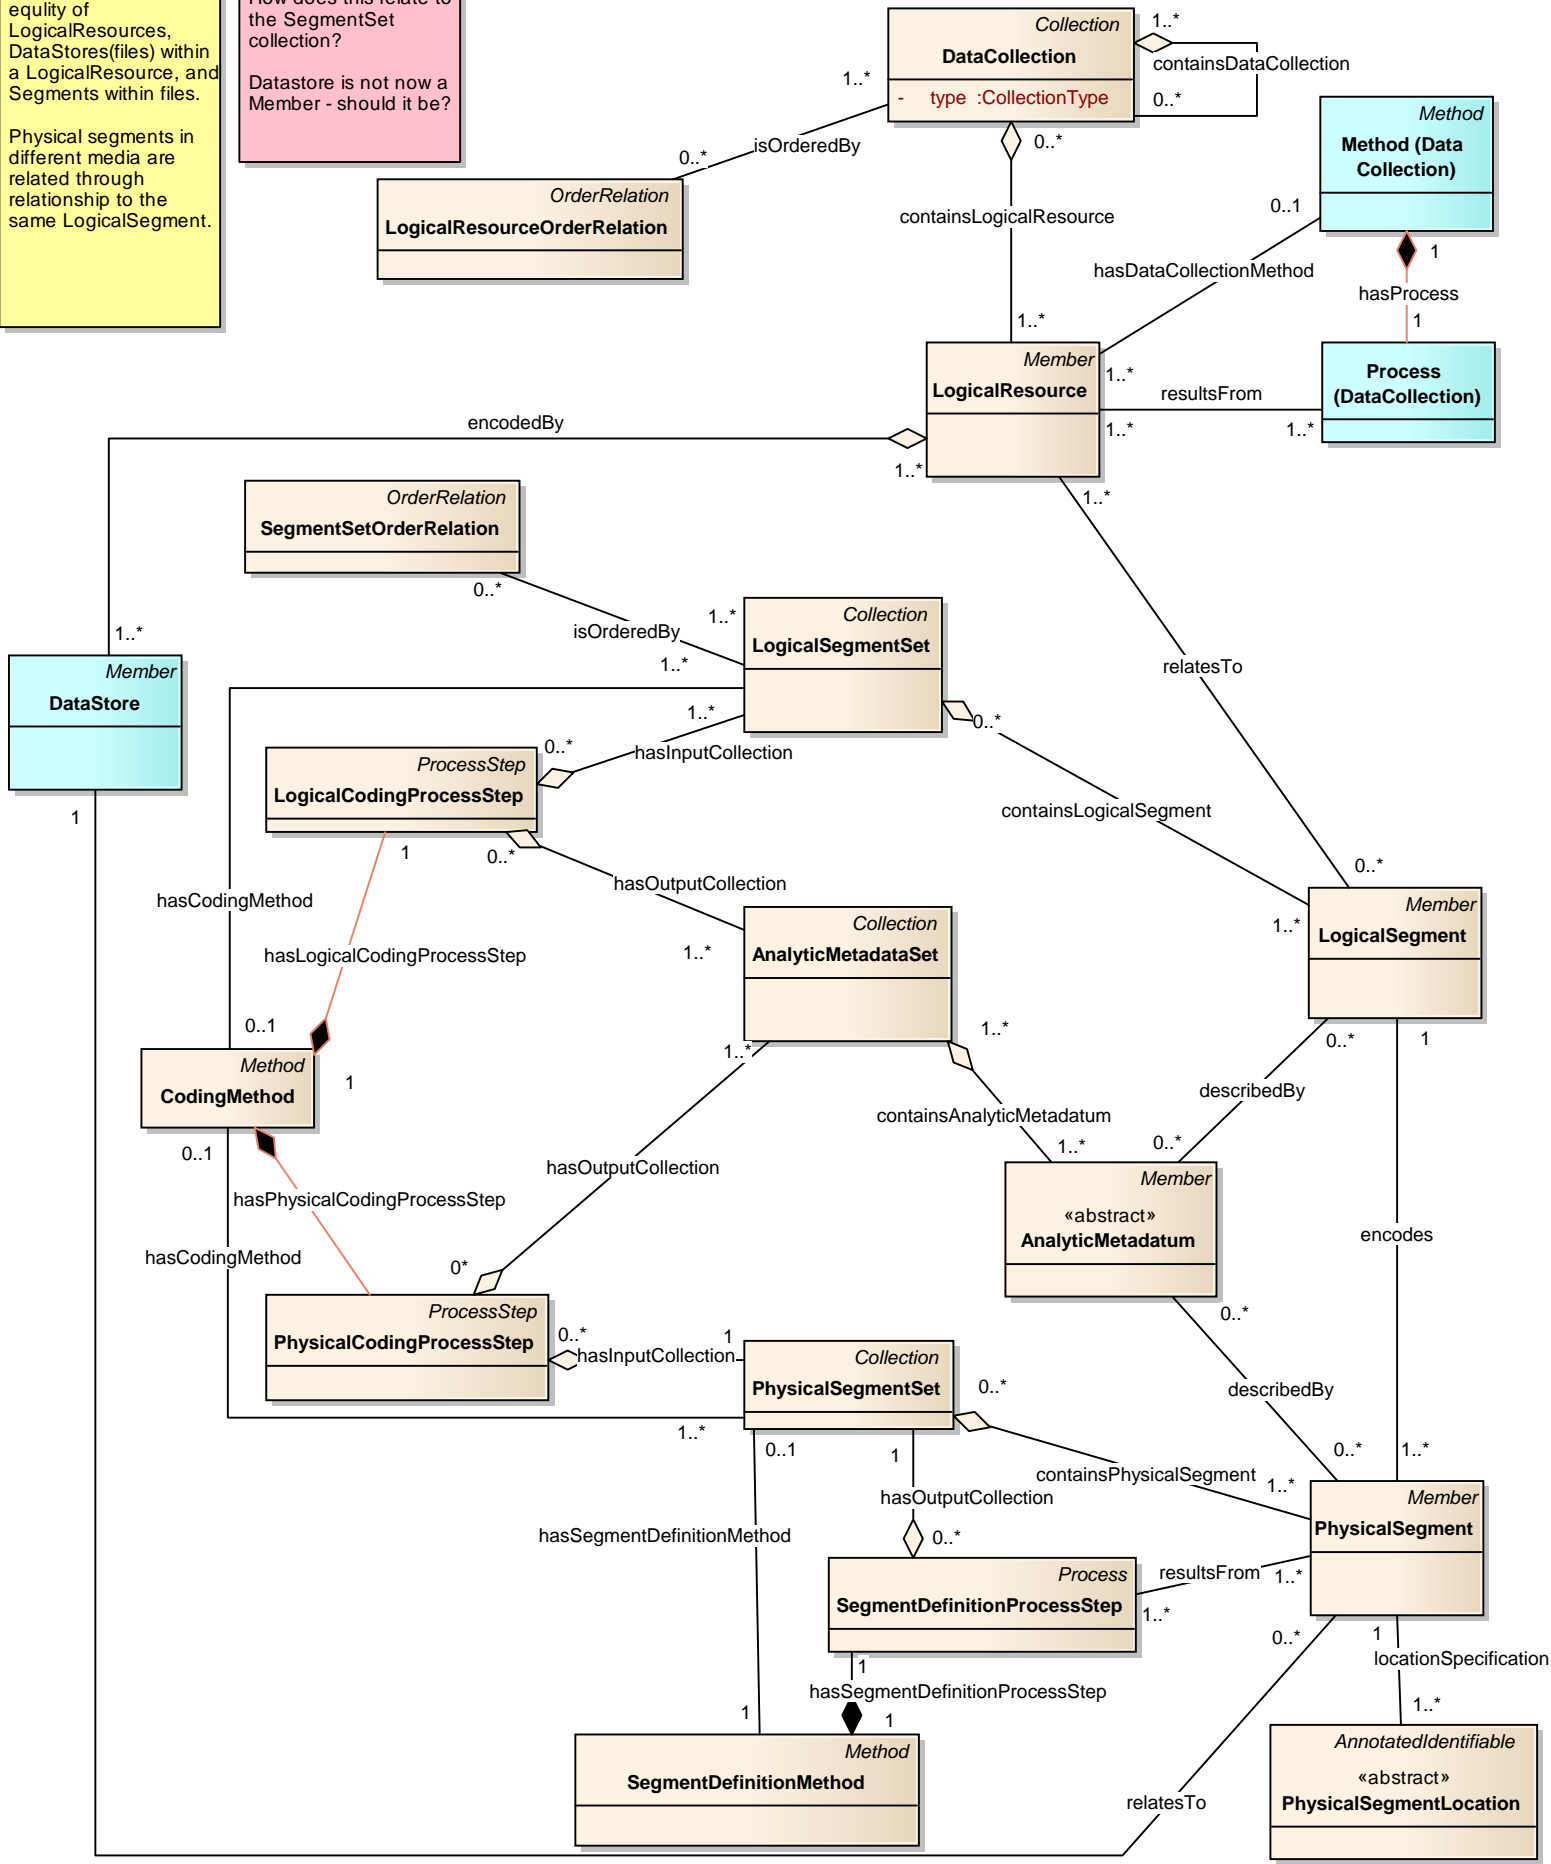 equlity of
LogicalResources,
DataStores(files) within
a LogicalResource, and
Segments within files.
Physical segments in
different media are
related through
relationship to the
same LogicalSegment.
How does this relate to
the SegmentSet
collection?
Datastore is not now a
Member - should it be?
Collection
DataCollection
- type :CollectionType
1..*
containsDataCollection
0..*
1..*
isOrderedBy
0..*
OrderRelation
LogicalResourceOrderRelation
0..*
containsLogicalResource
1..*
Method
Method (Data
Collection)
0..1
hasDataCollectionMethod
1..*
1
hasProcess
1
Process
(DataCollection)
Member
LogicalResource
resultsFrom
1..*
1..*
encodedBy
1..*
1..*
1..*
relatesTo
0..*
OrderRelation
SegmentSetOrderRelation
0..*
isOrderedBy
1..*
1..*
Collection
LogicalSegmentSet
Member
DataStore
1
1..*
0..*
hasInputCollection
0..*
containsLogicalSegment
1..*
ProcessStep
LogicalCodingProcessStep
1
0..*
hasOutputCollection
1..*
hasCodingMethod
hasLogicalCodingProcessStep
0..1
1
Collection
AnalyticMetadataSet
Member
LogicalSegment
0..*
1
1..*
1..*
describedBy
containsAnalyticMetadatum
0..*
1..*
Method
CodingMethod
0..1
hasPhysicalCodingProcessStep
hasCodingMethod
hasOutputCollection
0*
Member
«abstract»
AnalyticMetadatum
encodes
0..*
describedBy
0..*
1..*
ProcessStep
PhysicalCodingProcessStep
0..*
hasInputCollection
1
Collection
PhysicalSegmentSet
0..*
1..*
0..1
1
containsPhysicalSegment
1..*
hasOutputCollection
0..*
hasSegmentDefinitionMethod
Member
PhysicalSegment
Process
SegmentDefinitionProcessStep
resultsFrom
1..*
1..*
0..*
1
locationSpecification
1..*
1
hasSegmentDefinitionProcessStep
1
1
Method
SegmentDefinitionMethod
relatesTo
AnnotatedIdentifiable
«abstract»
PhysicalSegmentLocation